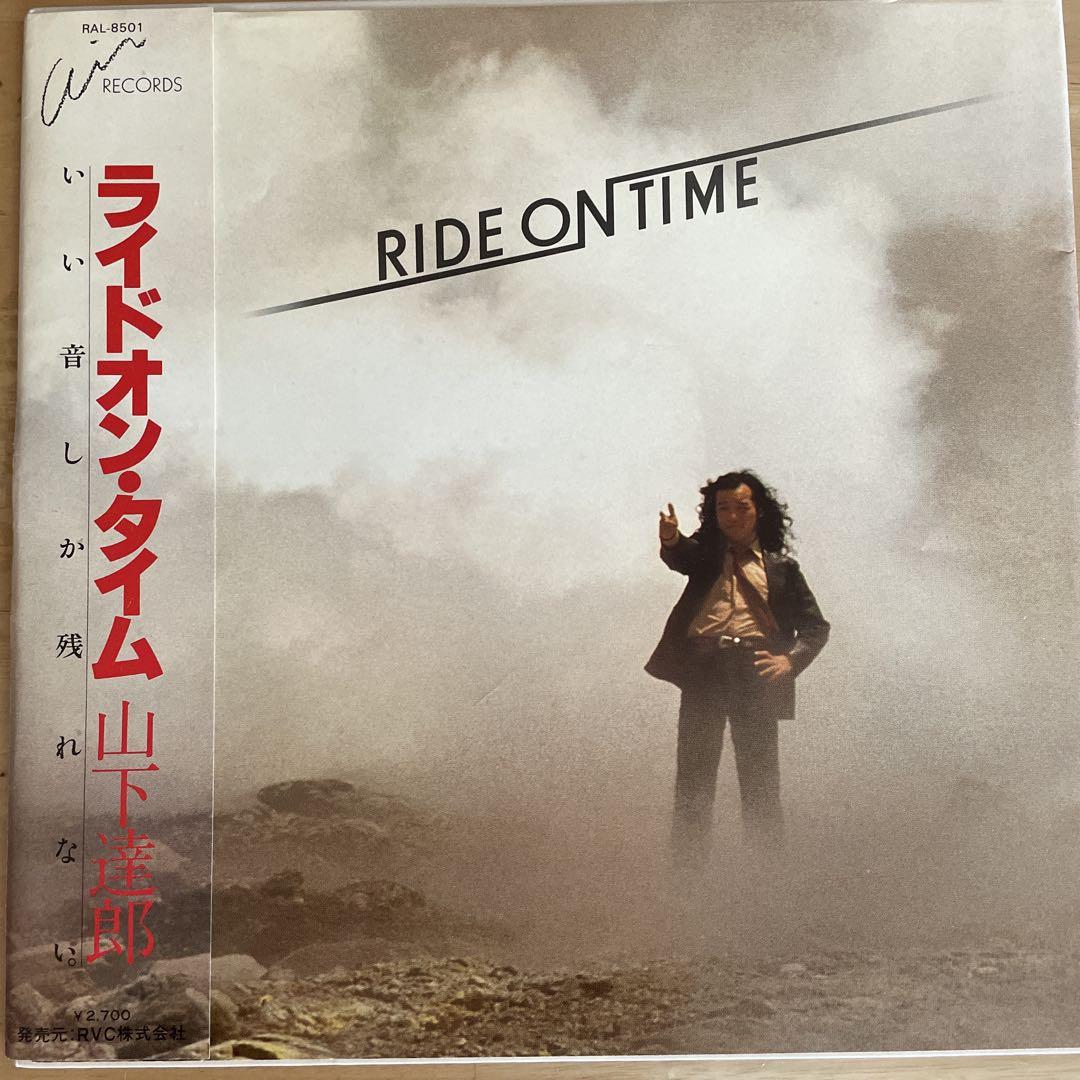 RAL-8501
Air
RECORDS
ライドオン・タイム
山下達郎
いい音しか残れない。
¥2,700
発売元:RVC株式会社
RIDE ON TIME